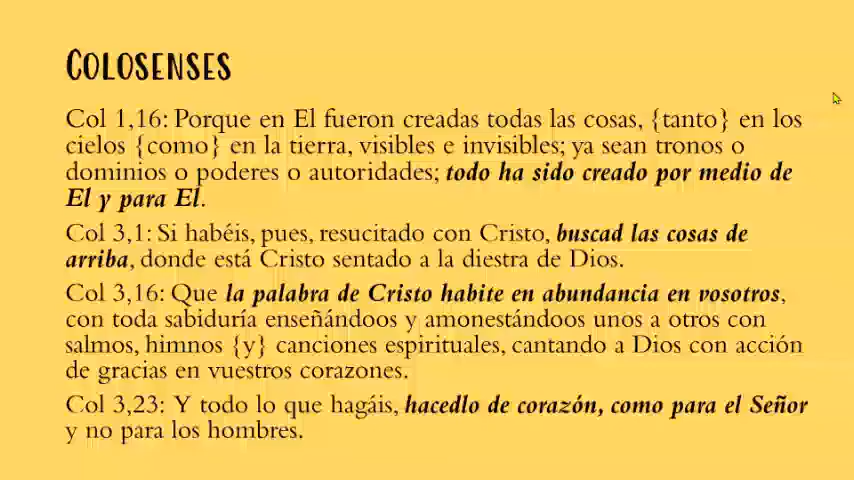 COLOSENSES
Col 1,16: Porque en El fueron creadas todas las cosas, {tanto} en los
cielos {como} en la tierra, visibles e invisibles; ya sean tronos o
dominios o poderes o autoridades; todo ha sido creado por medio de
El y para El.
Col 3,1: Si habéis, pues, resucitado con Cristo, buscad las cosas de
arriba, donde está Cristo sentado a la diestra de Dios.
Col 3,16: Que la palabra de Cristo habite en abundancia en vosotros,
con toda sabiduría enseñándoos y amonestándoos unos a otros con
salmos, himnos {y} canciones espirituales, cantando a Dios con acción
de gracias en vuestros corazones.
Col 3,23: Y todo lo que hagáis, hacedlo de corazón, como para el Señor
y no para los hombres.